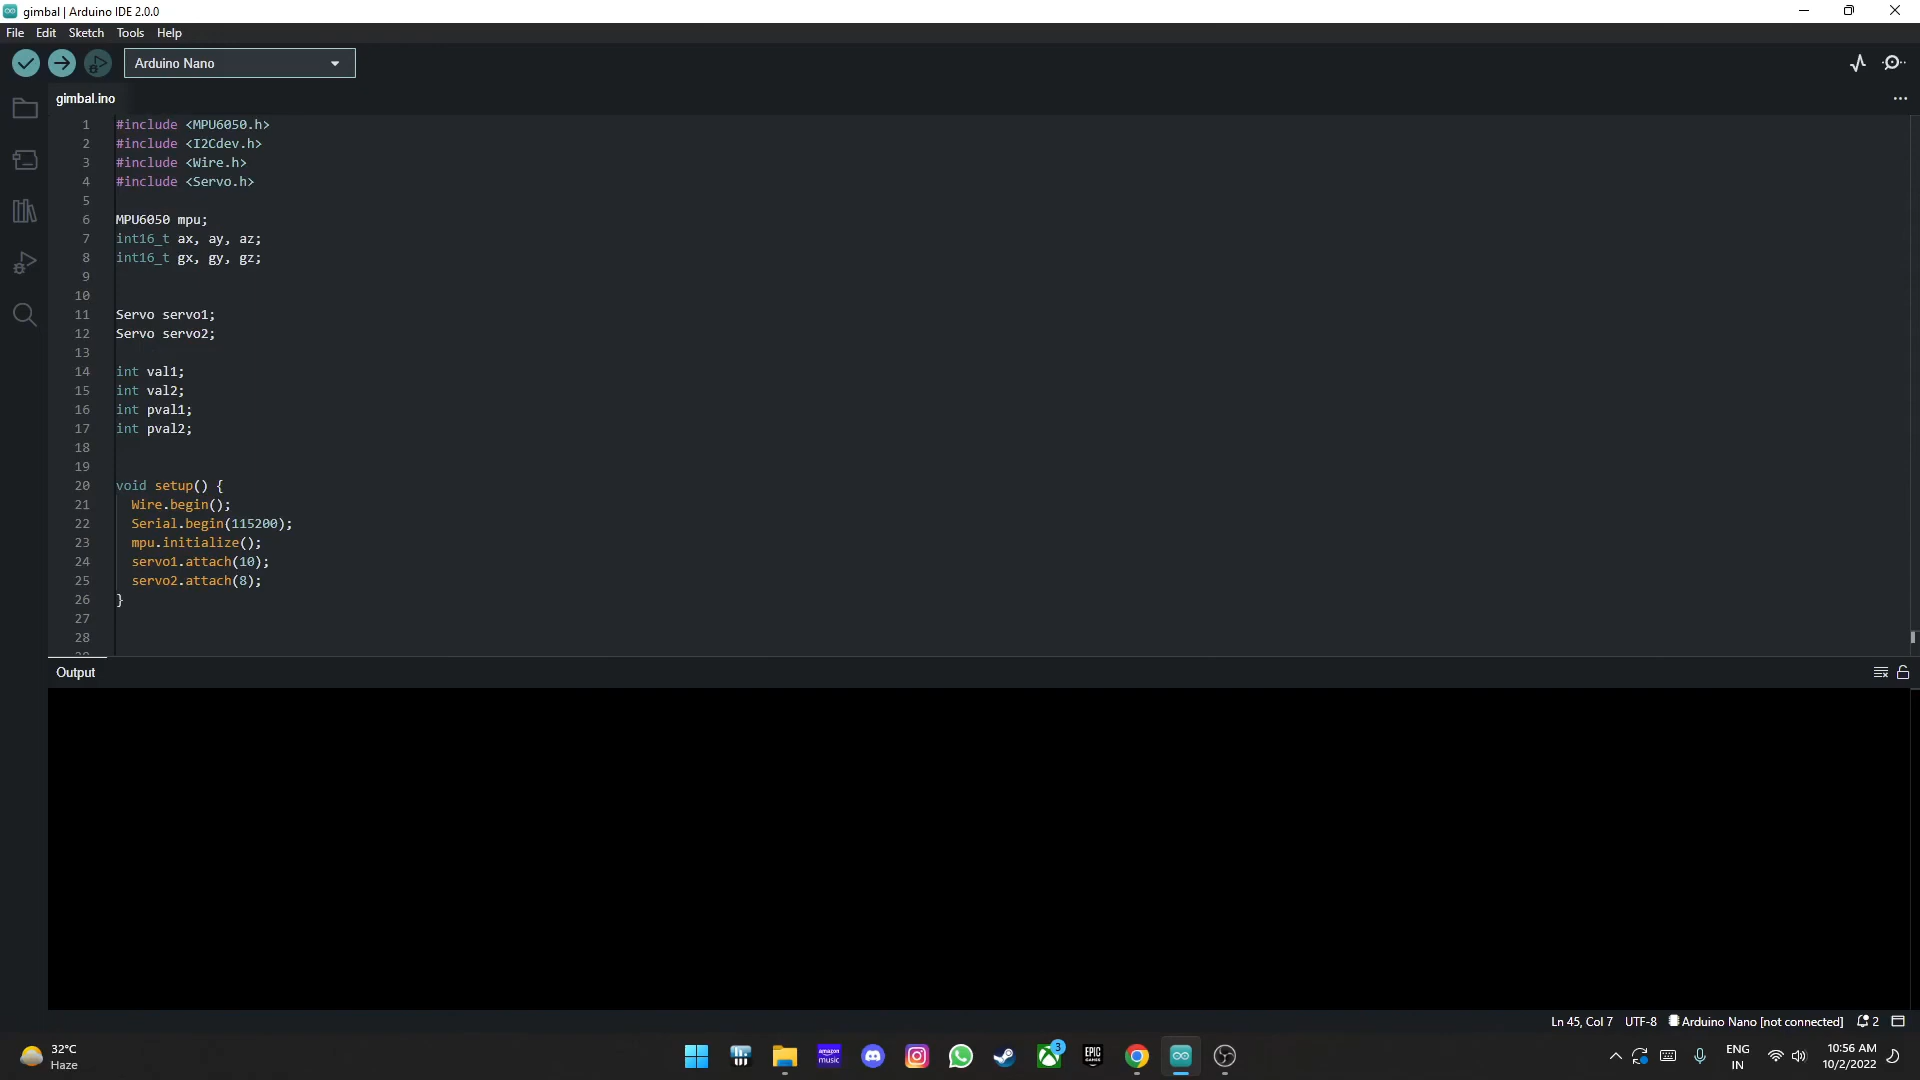 gimbal | Arduino IDE 2.0.0
File Edit Sketch Tools Help
Arduino Nano
gimbal.ino
1 #include <MPU6050.h>
2 #include <I2Cdev.h>
3 #include <Wire.h>
4 #include <Servo.h>
5
6 MPU6050 mpu;
7 int16_t ax, ay, az;
8 int16_t gx, gy, gz;
9
10
11 Servo servo1;
12 Servo servo2;
13
14 int val1;
15 int val2;
16 int pval1;
17 int pval2;
18
19
20 void setup() {
21 Wire.begin();
22 Serial.begin(115200);
23 mpu.initialize();
24 servo1.attach(10);
25 servo2.attach(8);
26 }
27
28
Output
Ln 45, Col 7 UTF-8 Arduino Nano [not connected] 2
32°C
Haze
amazon music
3
EPIC GAMES
ENG
IN
10:56 AM
10/2/2022